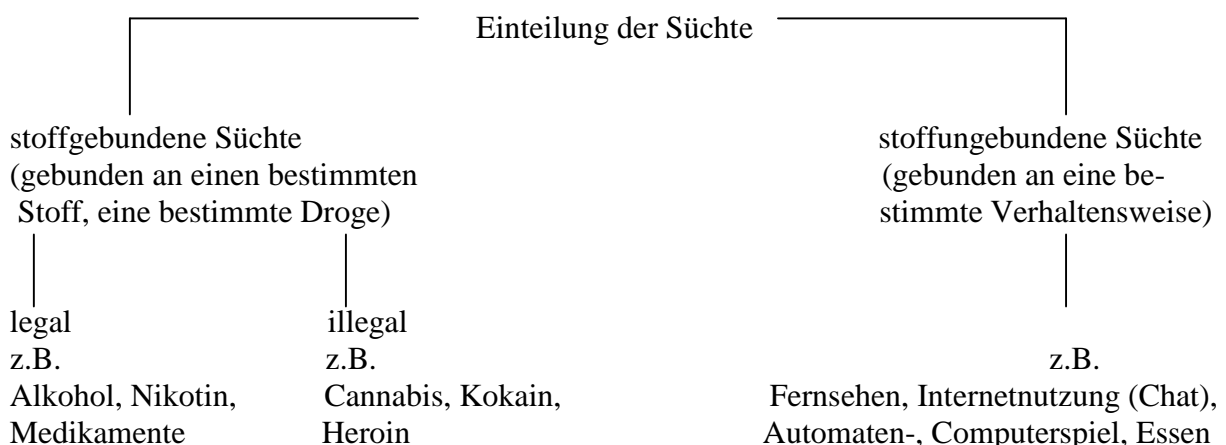 Einteilung der Süchte
stoffgebundene Süchte
(gebunden an einen bestimmten
Stoff, eine bestimmte Droge)
stoffungebundene Süchte
(gebunden an eine be-
stimmte Verhaltensweise)
legal
z.B.
Alkohol, Nikotin,
Medikamente
illegal
z.B.
Cannabis, Kokain,
Heroin
z.B.
Fernsehen, Internetnutzung (Chat),
Automaten-, Computerspiel, Essen